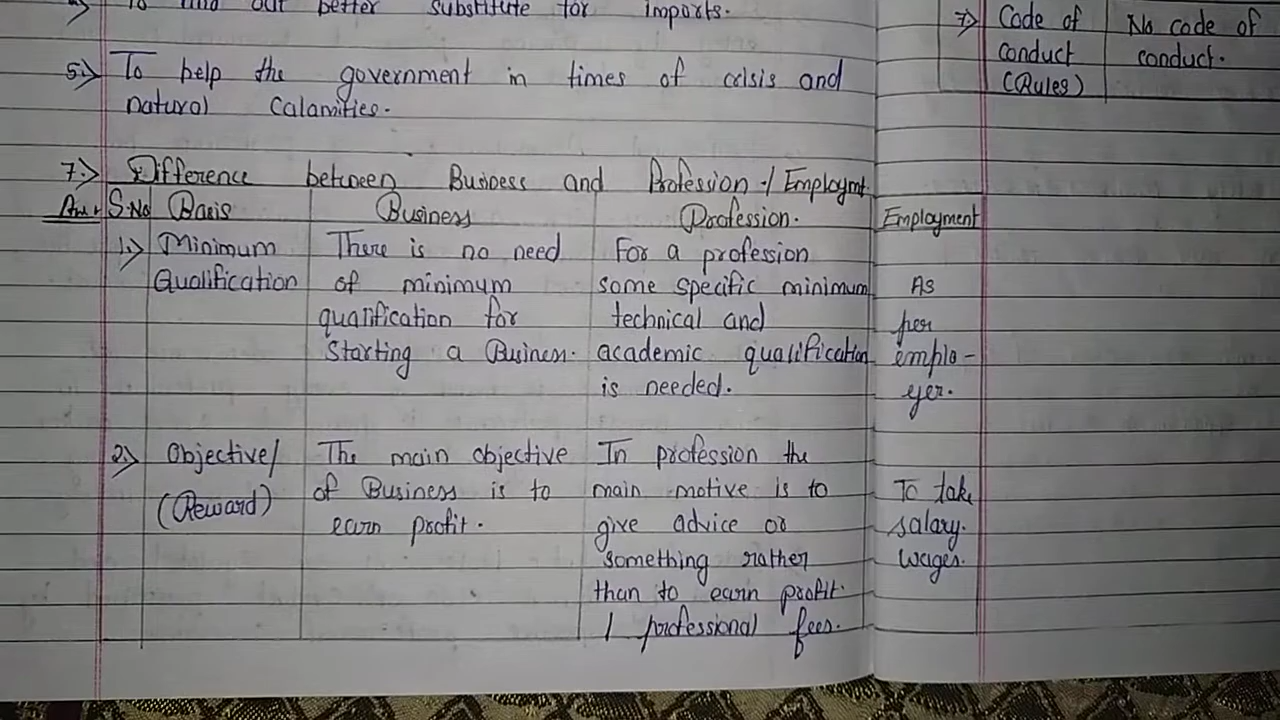 out better substitute for imports.
5.) To help the government in times of crisis and
natural Calamities.
7.) Difference between Business and Profession / Employmt.
Ans. S.No Basis Business Profession. Employment
1.) Minimum Qualification
There is no need
of minimum
qualification for
Starting a Business.
For a profession
some specific minimum
technical and
academic qualification
is needed.
As
per
emplo-
yer.
2.) Objective/
(Reward)
The main objective
of Business is to
earn profit.
In profession the
main motive is to
give advice or
something rather
than to earn profit.
/ professional fees.
To take
salary.
wages.
7.) Code of
conduct
(Rules)
No code of
conduct.